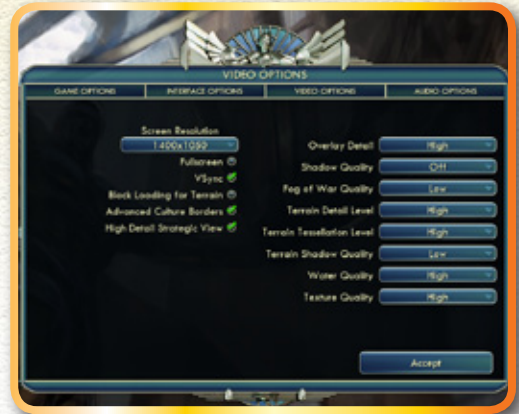 VIDEO OPTIONS
GAME OPTIONS INTERFACE OPTIONS VIDEO OPTIONS AUDIO OPTIONS
Screen Resolution
1400x1050
Fullscreen
VSync
Block Loading for Terrain
Advanced Culture Borders
High Detail Strategic View
Overlay Detail High
Shadow Quality Off
Fog of War Quality Low
Terrain Detail Level High
Terrain Tessellation Level High
Terrain Shadow Quality Low
Water Quality High
Texture Quality High
Accept